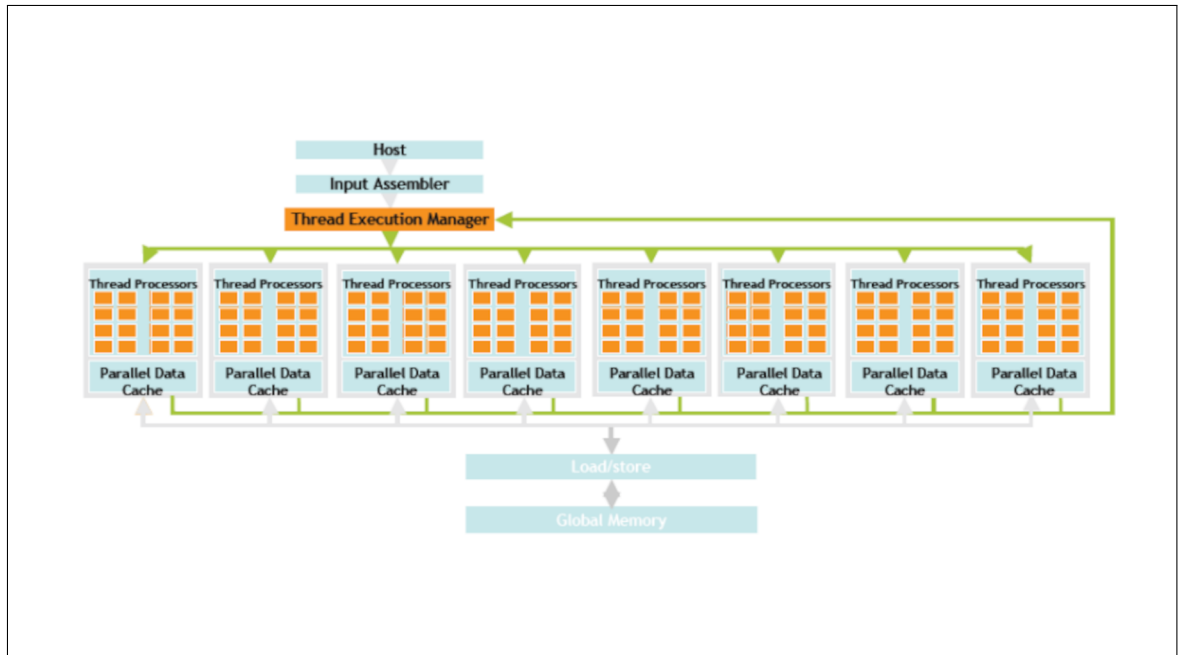 Host
Input Assembler
Thread Execution Manager
Thread Processors
Thread Processors
Thread Processors
Thread Processors
Thread Processors
Thread Processors
Thread Processors
Thread Processors
Parallel Data
Cache
Parallel Data
Cache
Parallel Data
Cache
Parallel Data
Cache
Parallel Data
Cache
Parallel Data
Cache
Parallel Data
Cache
Parallel Data
Cache
Load/store
Global Memory